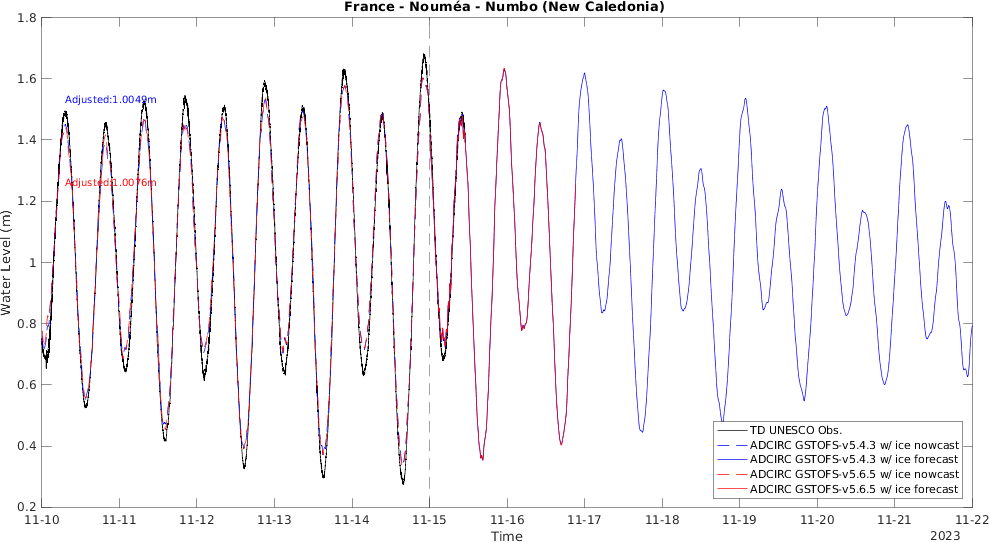 France - Nouméa - Numbo (New Caledonia)
1.8
1.6
1.4
1.2
1
0.8
0.6
0.4
0.2
Water Level (m)
Adjusted:1.0049m
Adjusted:1.0076m
TD UNESCO Obs.
ADCIRC GSTOFS-v5.4.3 w/ ice nowcast
ADCIRC GSTOFS-v5.4.3 w/ ice forecast
ADCIRC GSTOFS-v5.6.5 w/ ice nowcast
ADCIRC GSTOFS-v5.6.5 w/ ice forecast
11-10 11-11 11-12 11-13 11-14 11-15 11-16 11-17 11-18 11-19 11-20 11-21 11-22
Time
2023